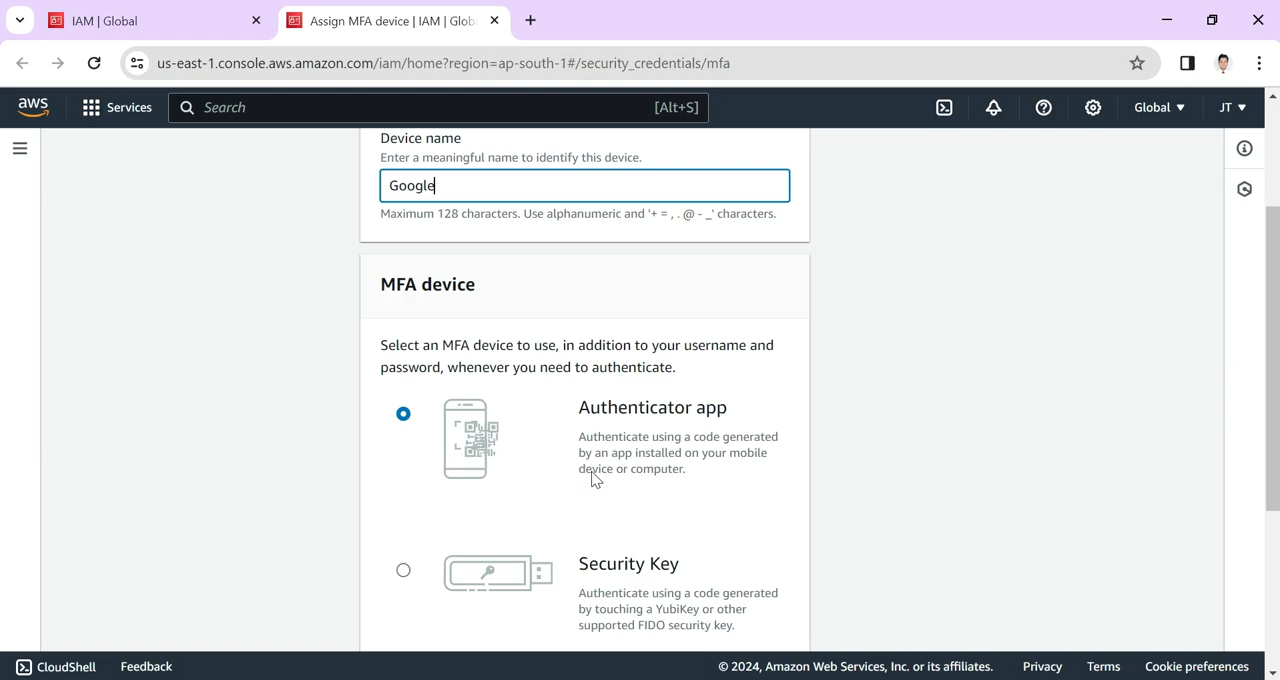 IAM | Global
Assign MFA device | IAM | Glob
us-east-1.console.aws.amazon.com/iam/home?region=ap-south-1#/security_credentials/mfa
aws
Services
Search
[Alt+S]
Global
JT
Device name
Enter a meaningful name to identify this device.
Google
Maximum 128 characters. Use alphanumeric and '+ = , . @ - _' characters.
MFA device
Select an MFA device to use, in addition to your username and
password, whenever you need to authenticate.
Authenticator app
Authenticate using a code generated
by an app installed on your mobile
device or computer.
Security Key
Authenticate using a code generated
by touching a YubiKey or other
supported FIDO security key.
CloudShell
Feedback
© 2024, Amazon Web Services, Inc. or its affiliates.
Privacy
Terms
Cookie preferences